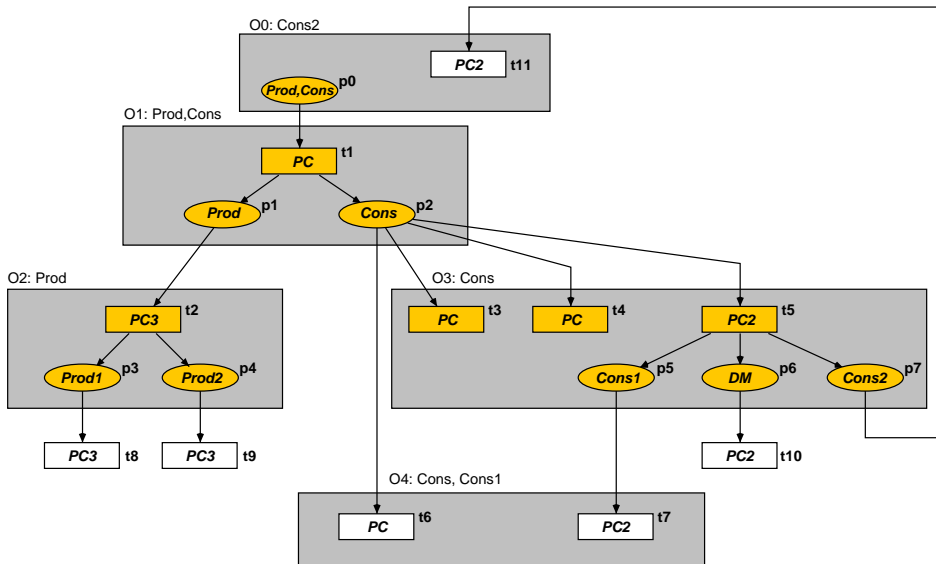 O0: Cons2
PC2 t11
Prod,Cons p0
O1: Prod,Cons
PC t1
Prod p1
Cons p2
O2: Prod
O3: Cons
PC3 t2
PC t3
PC t4
PC2 t5
Prod1 p3
Prod2 p4
Cons1 p5
DM p6
Cons2 p7
PC3 t8
PC3 t9
PC2 t10
O4: Cons, Cons1
PC t6
PC2 t7